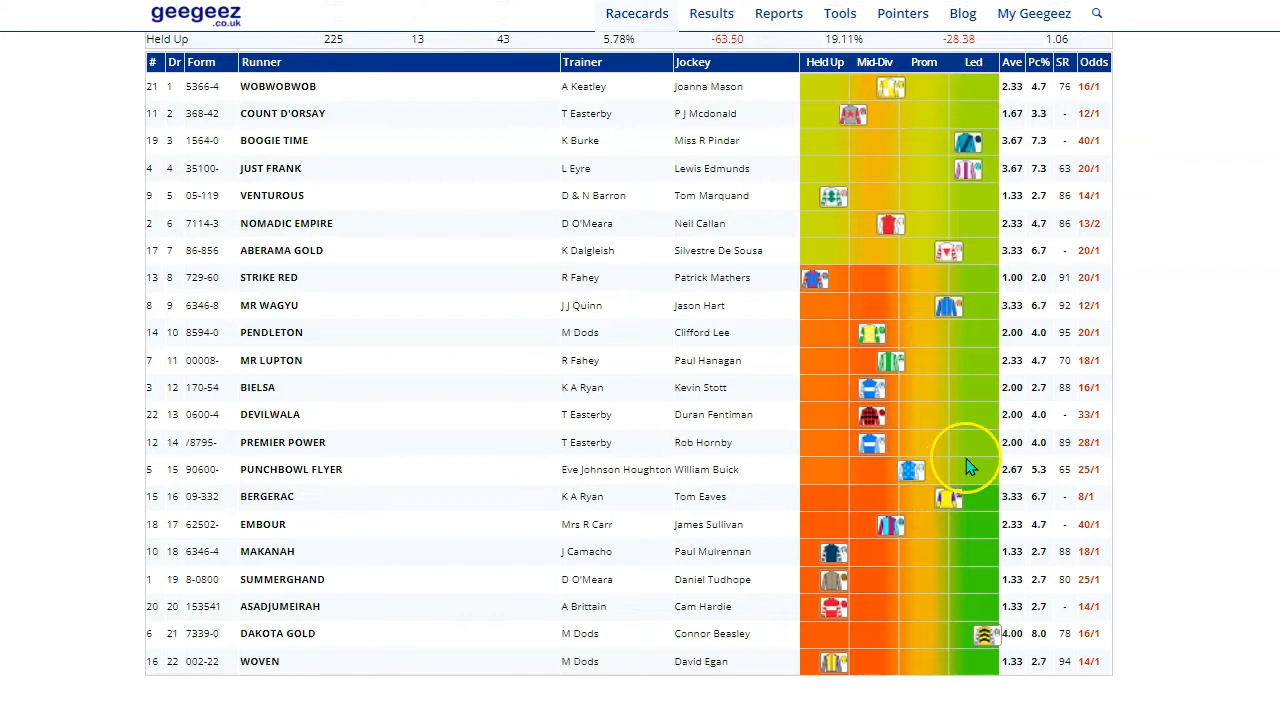 geegeez
.co.uk
Racecards Results Reports Tools Pointers Blog My Geegeez
Held Up 225 13 43 5.78% -63.50 19.11% -28.38 1.06
# Dr Form Runner Trainer Jockey Held Up Mid-Div Prom Led Ave Pc% SR Odds
21 1 5366-4 WOBWOBWOB A Keatley Joanna Mason 2.33 4.7 76 16/1
11 2 368-42 COUNT D'ORSAY T Easterby P J Mcdonald 1.67 3.3 - 12/1
19 3 1564-0 BOOGIE TIME K Burke Miss R Pindar 3.67 7.3 - 40/1
4 4 35100- JUST FRANK L Eyre Lewis Edmunds 3.67 7.3 63 20/1
9 5 05-119 VENTUROUS D & N Barron Tom Marquand 1.33 2.7 86 14/1
2 6 7114-3 NOMADIC EMPIRE D O'Meara Neil Callan 2.33 4.7 86 13/2
17 7 86-856 ABERAMA GOLD K Dalgleish Silvestre De Sousa 3.33 6.7 - 20/1
13 8 729-60 STRIKE RED R Fahey Patrick Mathers 1.00 2.0 91 20/1
8 9 6346-8 MR WAGYU J J Quinn Jason Hart 3.33 6.7 92 12/1
14 10 8594-0 PENDLETON M Dods Clifford Lee 2.00 4.0 95 20/1
7 11 00008- MR LUPTON R Fahey Paul Hanagan 2.33 4.7 70 18/1
3 12 170-54 BIELSA K A Ryan Kevin Stott 2.00 2.7 88 16/1
22 13 0600-4 DEVILWALA T Easterby Duran Fentiman 2.00 4.0 - 33/1
12 14 /8795- PREMIER POWER T Easterby Rob Hornby 2.00 4.0 89 28/1
5 15 90600- PUNCHBOWL FLYER Eve Johnson Houghton William Buick 2.67 5.3 65 25/1
15 16 09-332 BERGERAC K A Ryan Tom Eaves 3.33 6.7 - 8/1
18 17 62502- EMBOUR Mrs R Carr James Sullivan 2.33 4.7 - 40/1
10 18 6346-4 MAKANAH J Camacho Paul Mulrennan 1.33 2.7 88 18/1
1 19 8-0800 SUMMERGHAND D O'Meara Daniel Tudhope 1.33 2.7 80 25/1
20 20 153541 ASADJUMEIRAH A Brittain Cam Hardie 1.33 2.7 - 14/1
6 21 7339-0 DAKOTA GOLD M Dods Connor Beasley 4.00 8.0 78 16/1
16 22 002-22 WOVEN M Dods David Egan 1.33 2.7 94 14/1